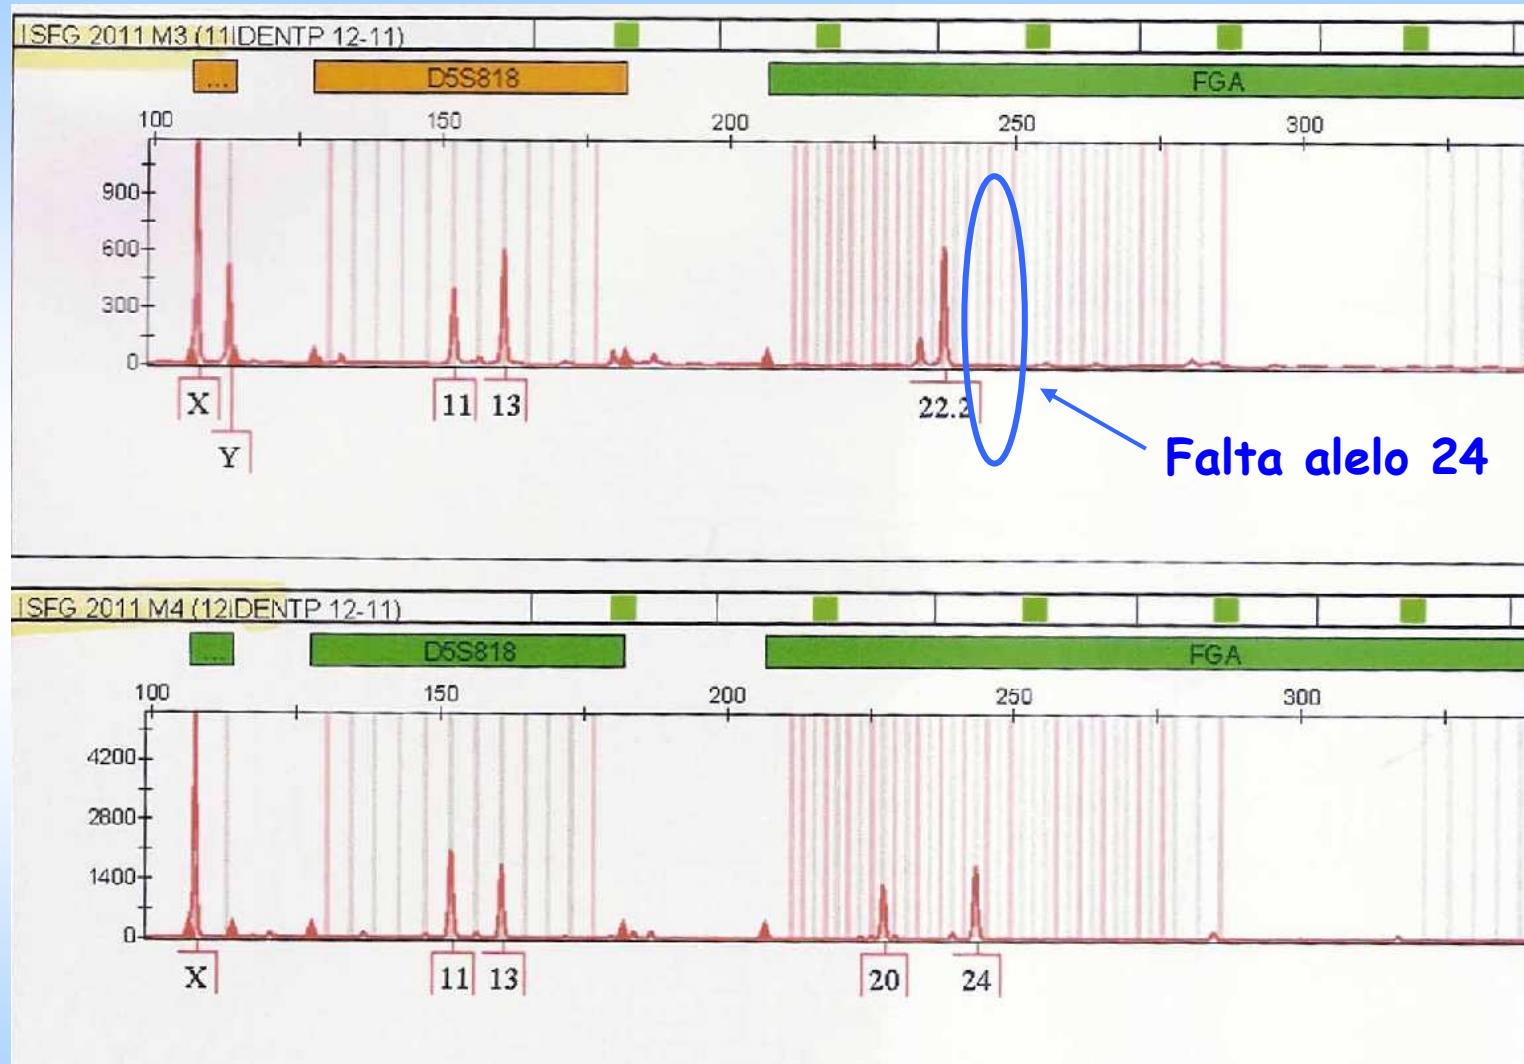 ISFG 2011 M3 (11IDENTP 12-11)
... D5S818 FGA
100 150 200 250 300
900
600
300
0
X 11 13 22.2
Y
Falta alelo 24
ISFG 2011 M4 (12IDENTP 12-11)
... D5S818 FGA
100 150 200 250 300
4200
2800
1400
0
X 11 13 20 24